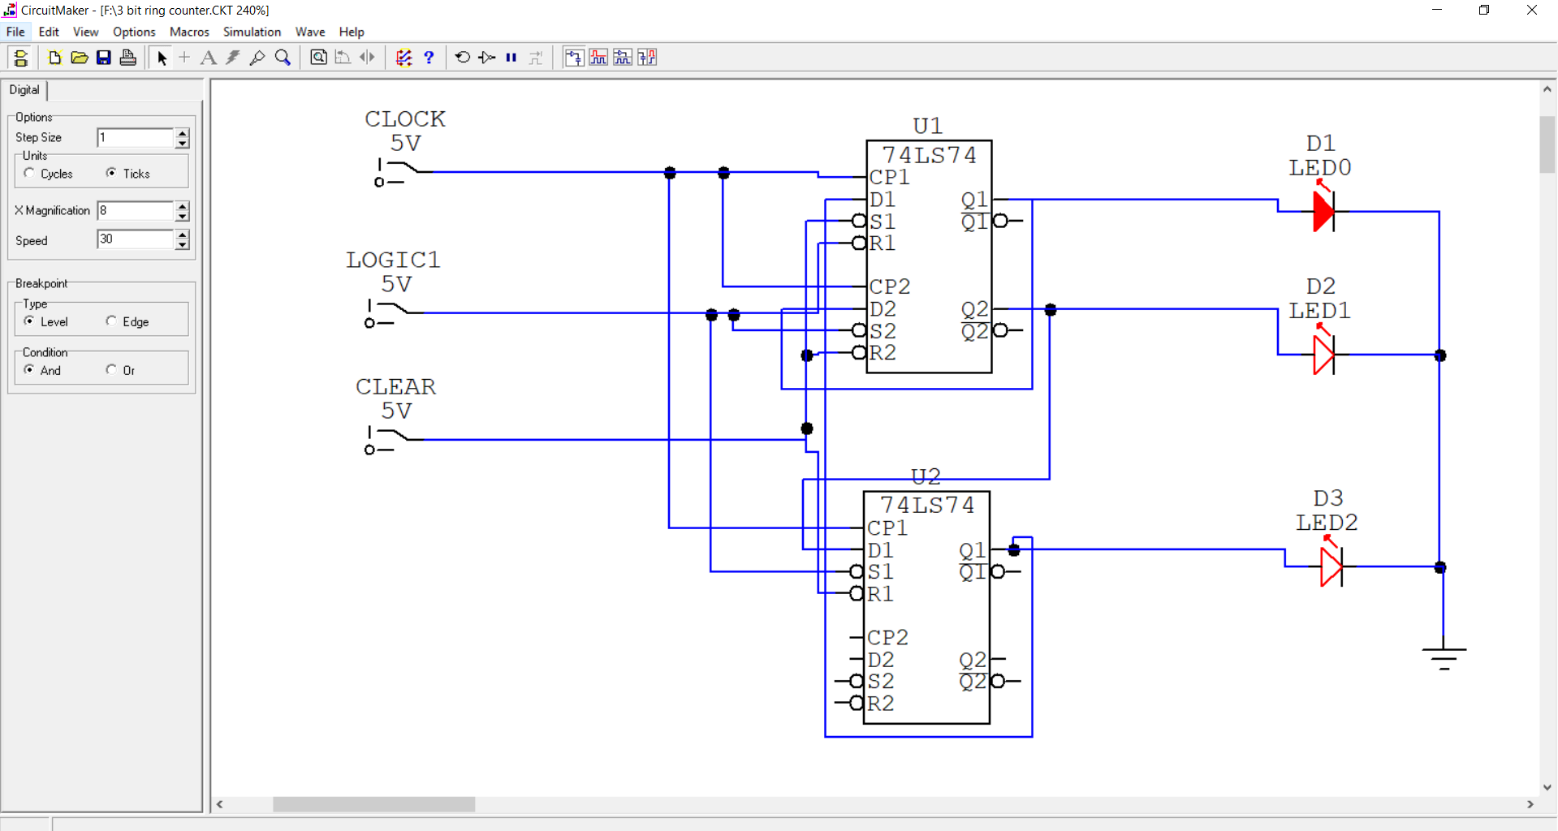 CircuitMaker - [F:\3 bit ring counter.CKT 240%]
File Edit View Options Macros Simulation Wave Help
A ?
Digital
Options
Step Size 1
Units
Cycles Ticks
X Magnification 8
Speed 30
Breakpoint
Type
Level Edge
Condition
And Or
CLOCK
5V
LOGIC1
5V
CLEAR
5V
U1
74LS74
CP1
D1 Q1
S1 Q1
R1
CP2
D2 Q2
S2 Q2
R2
U2
74LS74
CP1
D1 Q1
S1 Q1
R1
CP2
D2 Q2
S2 Q2
R2
D1
LED0
D2
LED1
D3
LED2